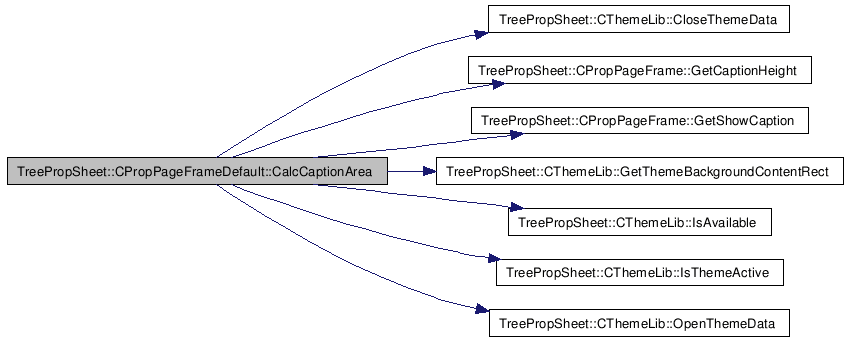 TreePropSheet::CThemeLib::CloseThemeData
TreePropSheet::CPropPageFrame::GetCaptionHeight
TreePropSheet::CPropPageFrame::GetShowCaption
TreePropSheet::CPropPageFrameDefault::CalcCaptionArea
TreePropSheet::CThemeLib::GetThemeBackgroundContentRect
TreePropSheet::CThemeLib::IsAvailable
TreePropSheet::CThemeLib::IsThemeActive
TreePropSheet::CThemeLib::OpenThemeData